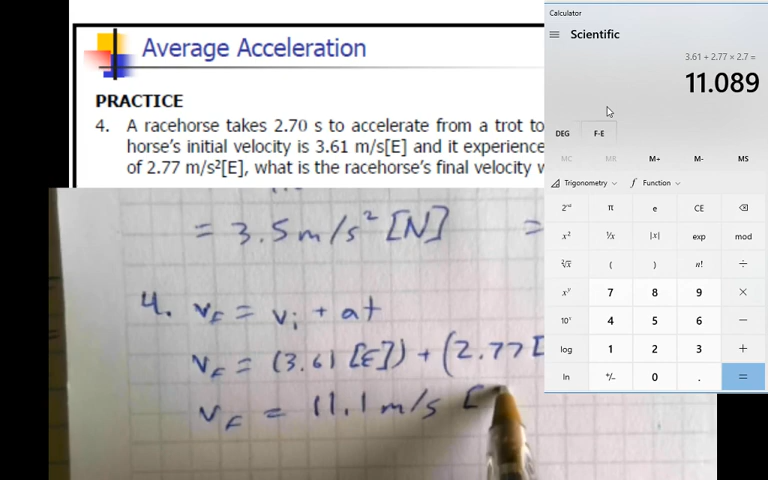 Average Acceleration
PRACTICE
4. A racehorse takes 2.70 s to accelerate from a trot to
horse's initial velocity is 3.61 m/s[E] and it experience
of 2.77 m/s²[E], what is the racehorse's final velocity
= 3.5 m/s² [N] =
4. vF = vi + at
vF = (3.61 [E]) + (2.77 [
vF = 11.1 m/s [
Calculator
Scientific
3.61 + 2.77 × 2.7 =
11.089
DEG F-E
MC MR M+ M- MS
Trigonometry f Function
2ⁿᵈ π e CE
x² ¹/x |x| exp mod
²√x ( ) n! ÷
xʸ 7 8 9 ×
10ˣ 4 5 6 −
log 1 2 3 +
ln +/- 0 . =